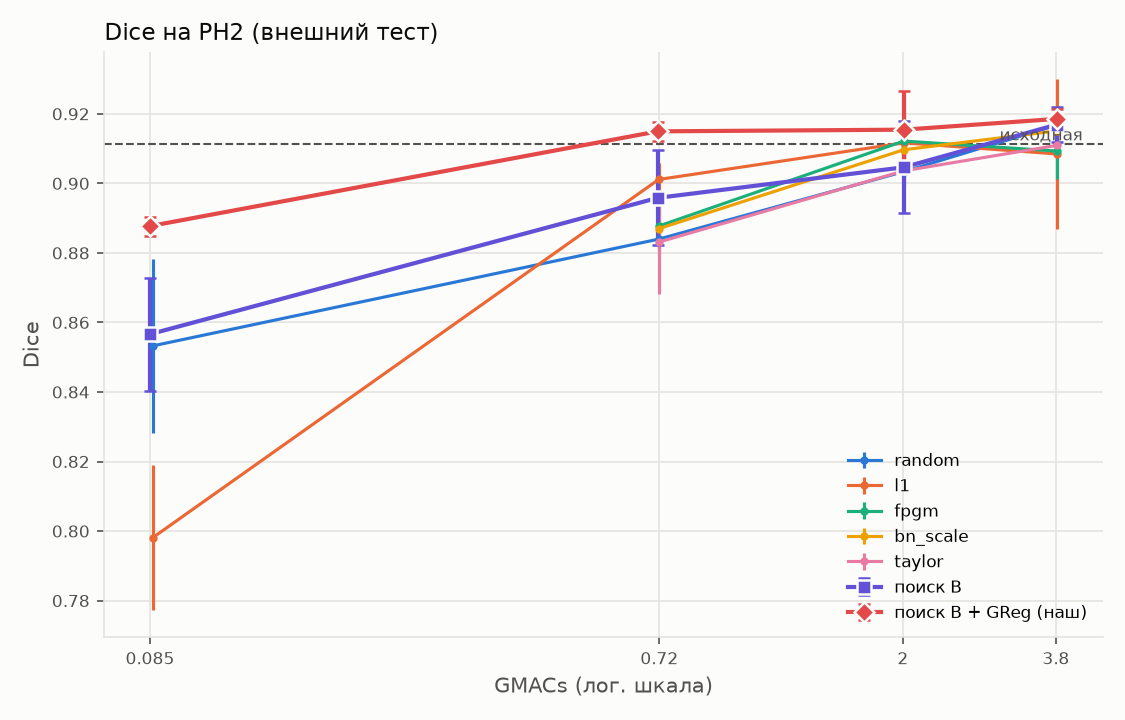 Dice на PH2 (внешний тест)
0.92
0.90
0.88
0.86
0.84
0.82
0.80
0.78
Dice
исходная
random
l1
fpgm
bn_scale
taylor
поиск B
поиск B + GReg (наш)
0.085
0.72
2
3.8
GMACs (лог. шкала)